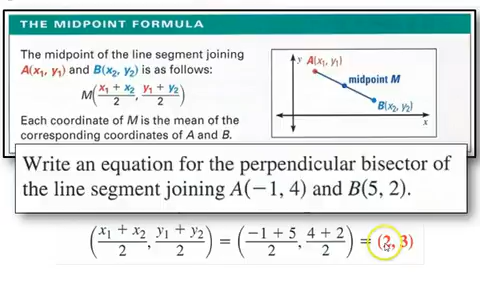 THE MIDPOINT FORMULA
The midpoint of the line segment joining
A(x₁, y₁) and B(x₂, y₂) is as follows:
M((x₁ + x₂)/2, (y₁ + y₂)/2)
Each coordinate of M is the mean of the
corresponding coordinates of A and B.
y
A(x₁, y₁)
midpoint M
B(x₂, y₂)
x
Write an equation for the perpendicular bisector of
the line segment joining A(−1, 4) and B(5, 2).
((x₁ + x₂)/2, (y₁ + y₂)/2) = ((−1 + 5)/2, (4 + 2)/2) = (2, 3)